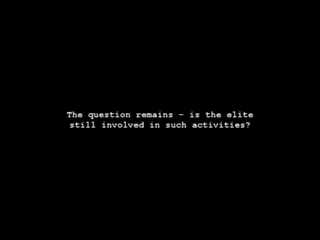 The question remains - is the elite
still involved in such activities?